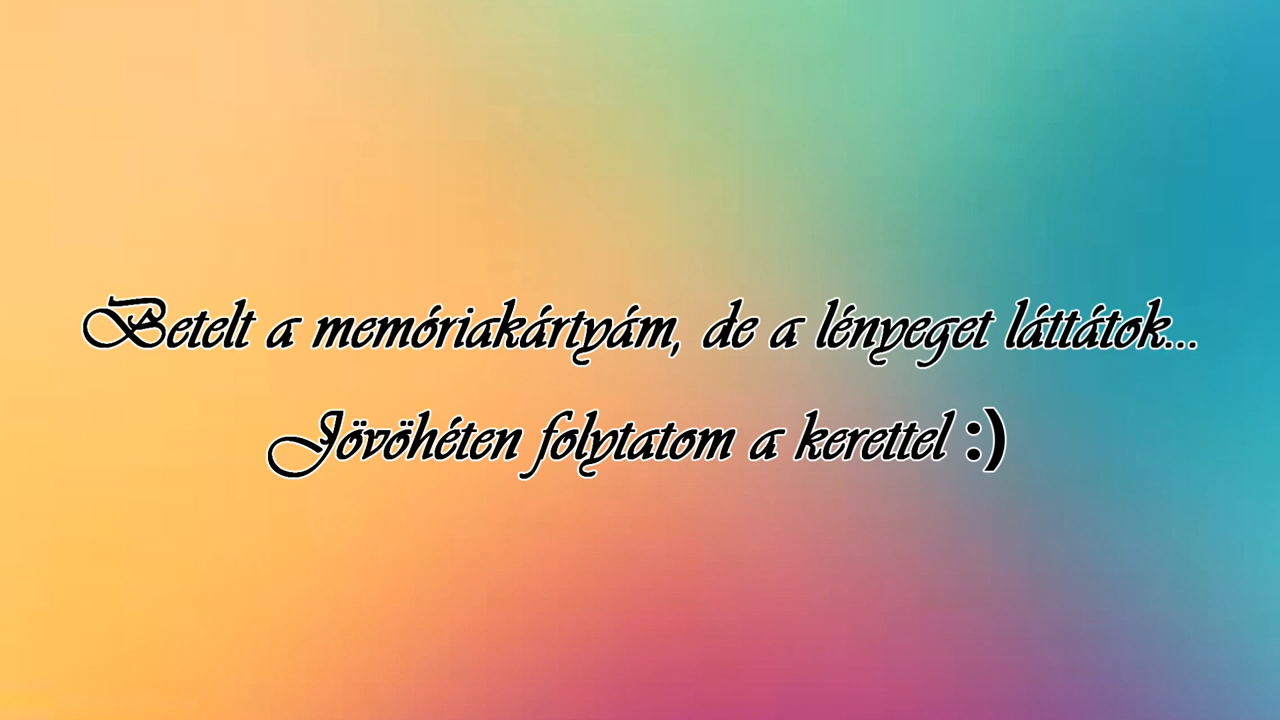 Betelt a memóriakártyám, de a lényeget láttátok...
Jövöhéten folytatom a kerettel :)